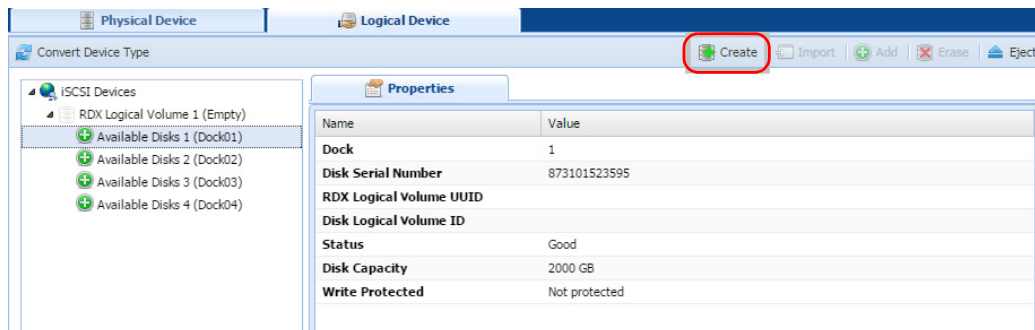 Physical Device Logical Device
Convert Device Type Create Import Add Erase Eject
iSCSI Devices
RDX Logical Volume 1 (Empty)
Available Disks 1 (Dock01)
Available Disks 2 (Dock02)
Available Disks 3 (Dock03)
Available Disks 4 (Dock04)
Properties
Name Value
Dock 1
Disk Serial Number 873101523595
RDX Logical Volume UUID
Disk Logical Volume ID
Status Good
Disk Capacity 2000 GB
Write Protected Not protected